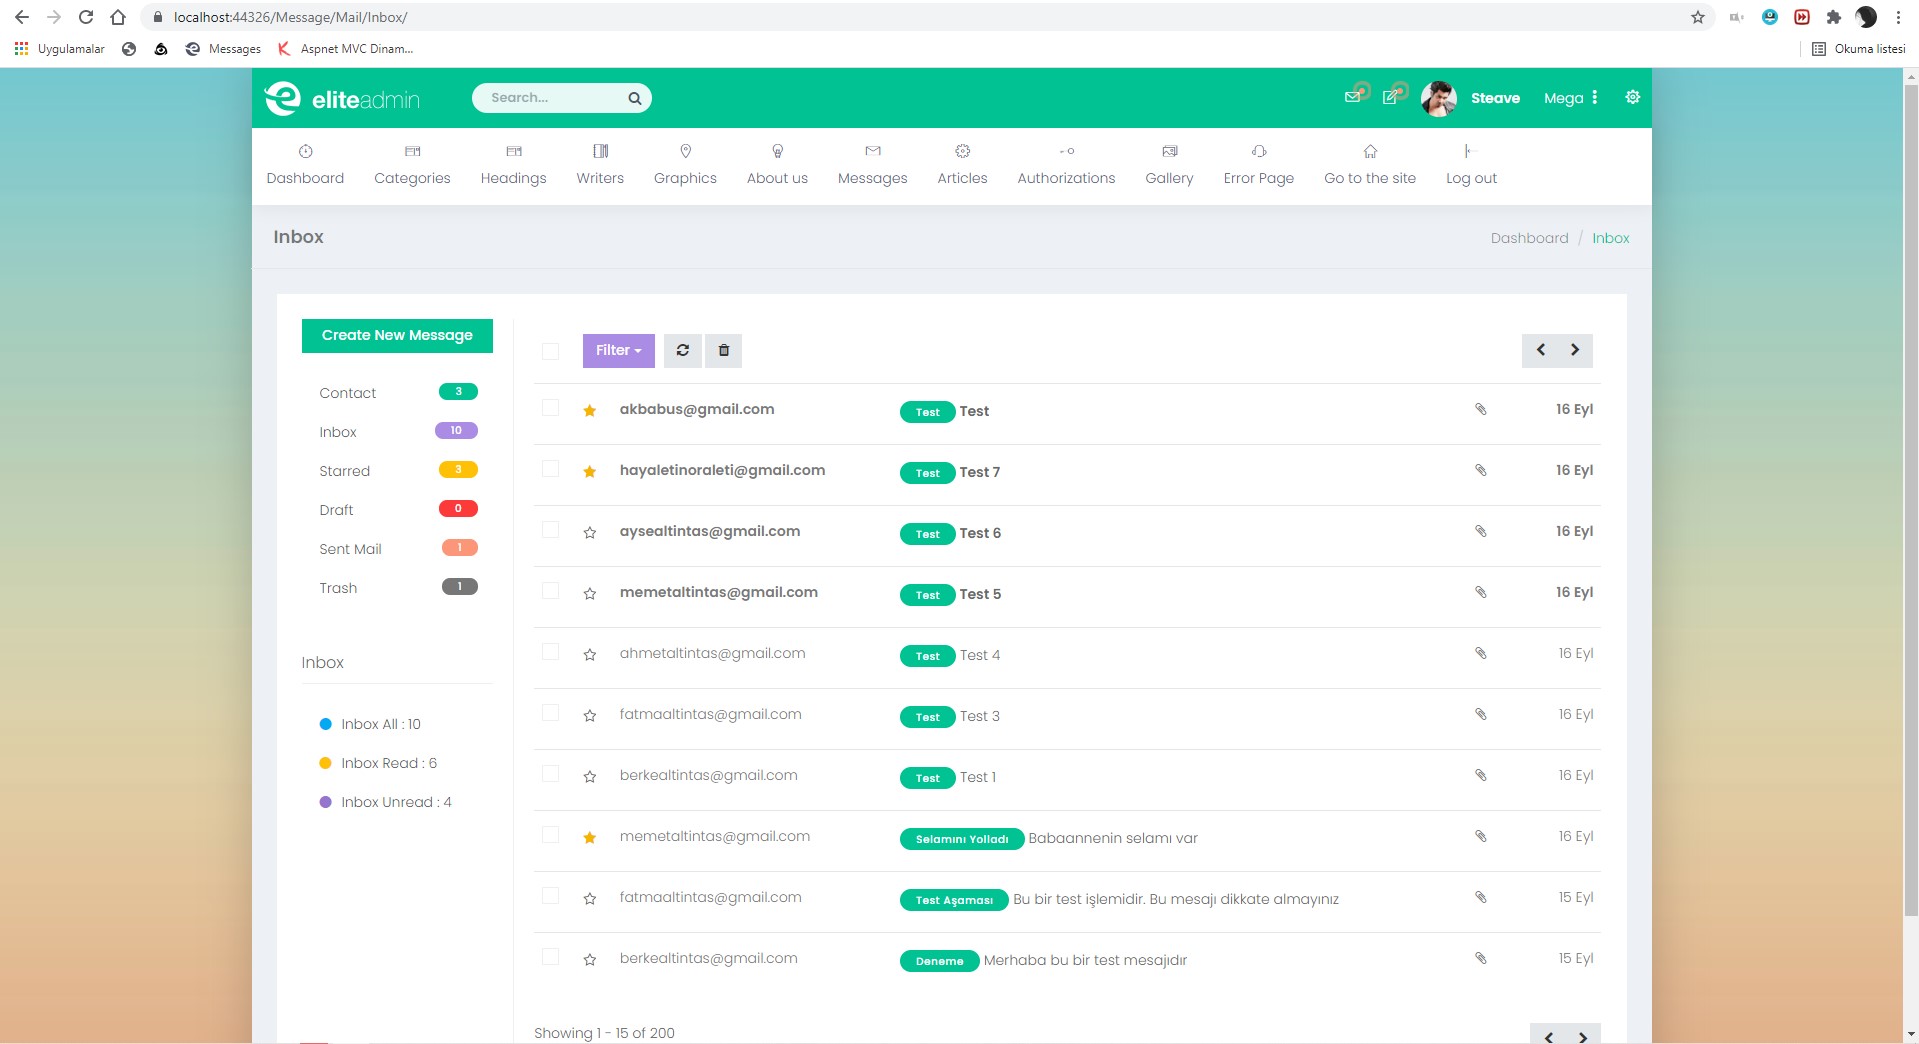 localhost:44326/Message/Mail/Inbox/
Uygulamalar Messages Aspnet MVC Dinam... Okuma listesi
eliteadmin Search... Steave Mega
Dashboard Categories Headings Writers Graphics About us Messages Articles Authorizations Gallery Error Page Go to the site Log out
Inbox Dashboard / Inbox
Create New Message
Contact 3
Inbox 10
Starred 3
Draft 0
Sent Mail 1
Trash 1
Inbox
Inbox All : 10
Inbox Read : 6
Inbox Unread : 4
Filter
akbabus@gmail.com Test Test 16 Eyl
hayaletinoraleti@gmail.com Test Test 7 16 Eyl
aysealtintas@gmail.com Test Test 6 16 Eyl
memetaltintas@gmail.com Test Test 5 16 Eyl
ahmetaltintas@gmail.com Test Test 4 16 Eyl
fatmaaltintas@gmail.com Test Test 3 16 Eyl
berkealtintas@gmail.com Test Test 1 16 Eyl
memetaltintas@gmail.com Selamını Yolladı Babaannenin selamı var 16 Eyl
fatmaaltintas@gmail.com Test Aşaması Bu bir test işlemidir. Bu mesajı dikkate almayınız 15 Eyl
berkealtintas@gmail.com Deneme Merhaba bu bir test mesajıdır 15 Eyl
Showing 1 - 15 of 200